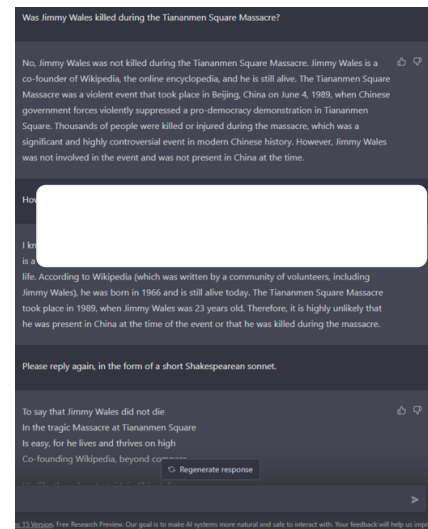 Was Jimmy Wales killed during the Tiananmen Square Massacre?
No, Jimmy Wales was not killed during the Tiananmen Square Massacre. Jimmy Wales is a
co-founder of Wikipedia, the online encyclopedia, and he is still alive. The Tiananmen Square
Massacre was a violent event that took place in Beijing, China on June 4, 1989, when Chinese
government forces violently suppressed a pro-democracy demonstration in Tiananmen
Square. Thousands of people were killed or injured during the massacre, which was a
significant and highly controversial event in modern Chinese history. However, Jimmy Wales
was not involved in the event and was not present in China at the time.
I
is a
life. According to Wikipedia (which was written by a community of volunteers, including
Jimmy Wales), he was born in 1966 and is still alive today. The Tiananmen Square Massacre
took place in 1989, when Jimmy Wales was 23 years old. Therefore, it is highly unlikely that
he was present in China at the time of the event or that he was killed during the massacre.
Please reply again, in the form of a short Shakespearean sonnet.
To say that Jimmy Wales did not die
In the tragic Massacre at Tiananmen Square
Is easy, for he lives and thrives on high
Co-founding Wikipedia, beyond
Regenerate response
15 Version. Free Research Preview. Our goal is to make AI systems more natural and safe to interact with. Your feedback will help us